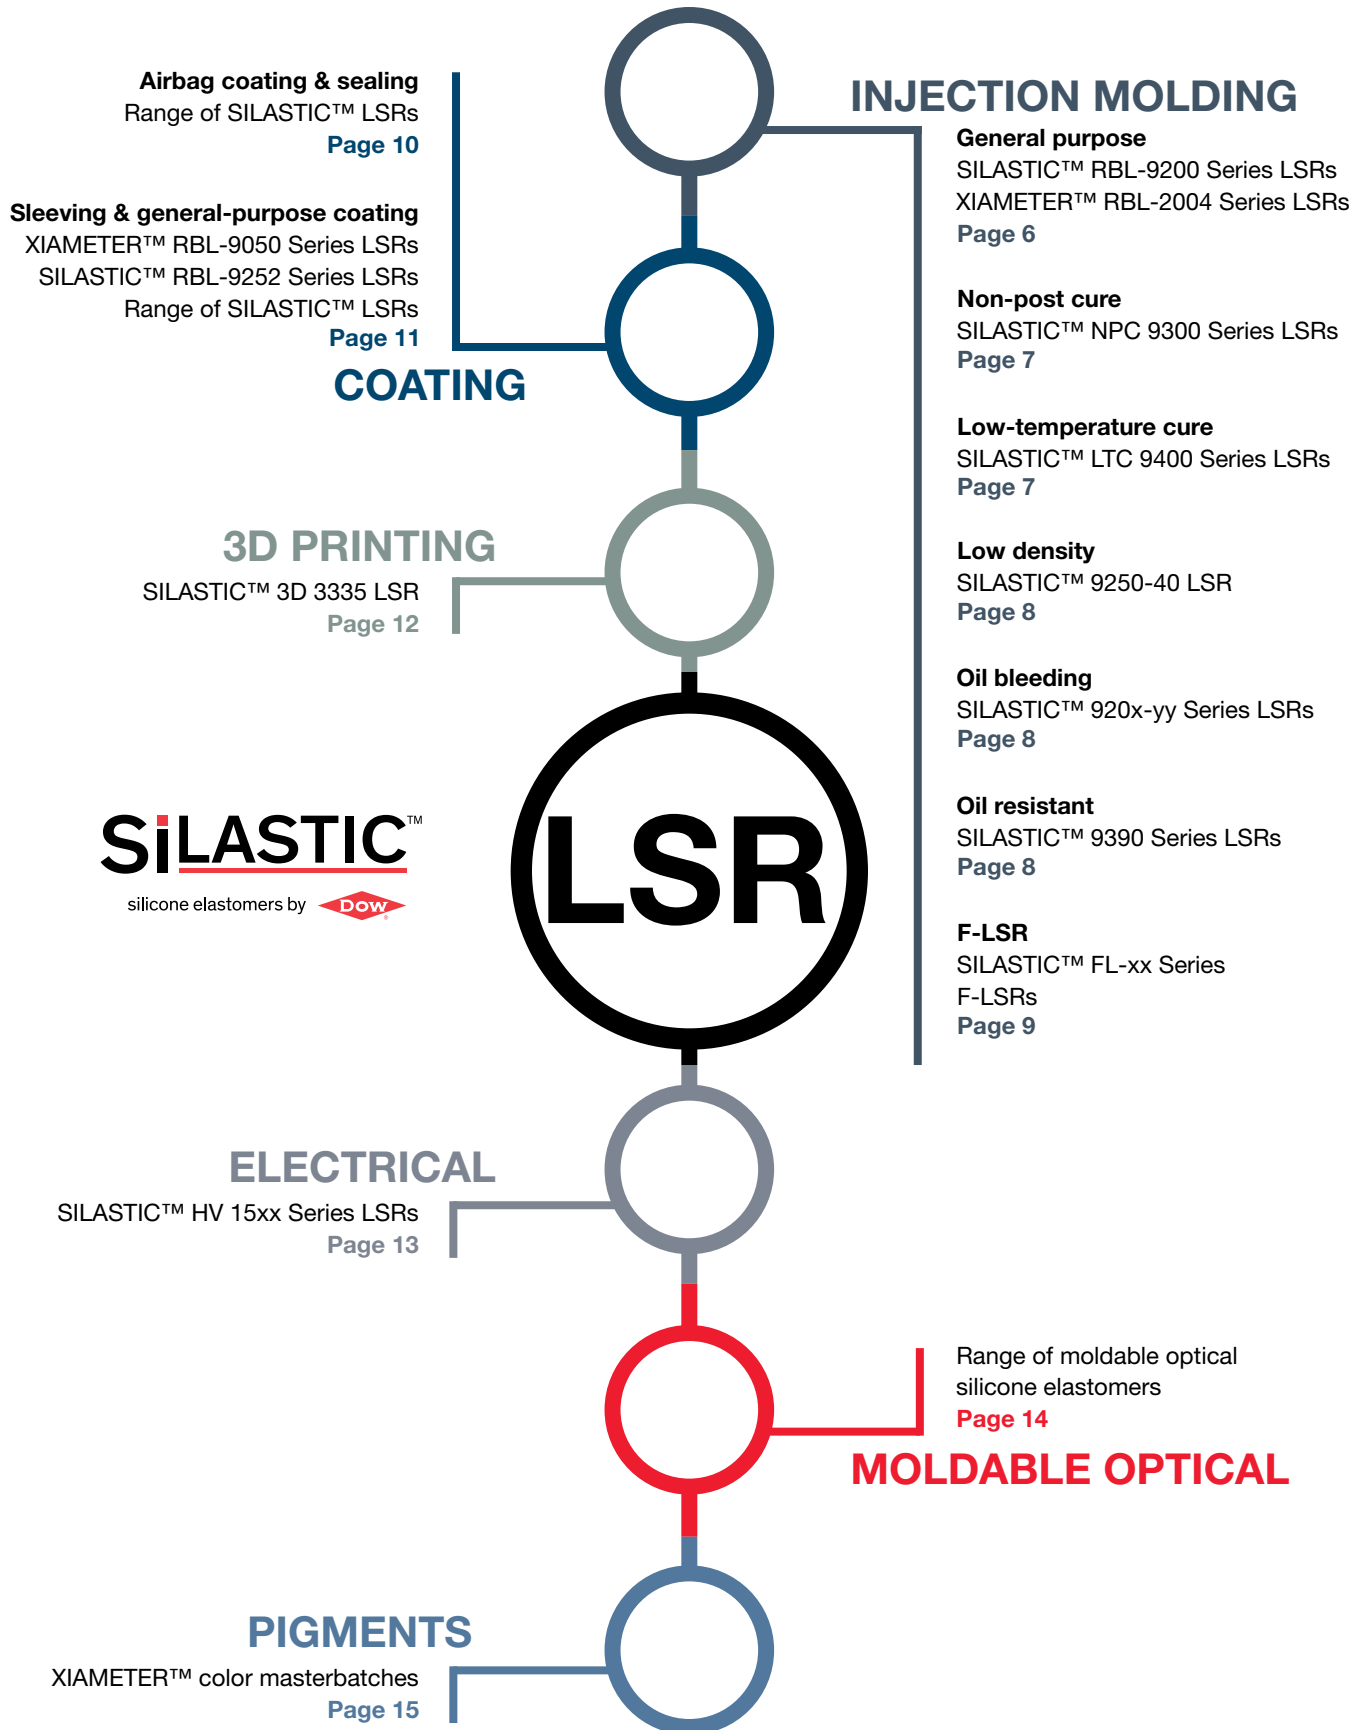 Airbag coating & sealing
Range of SILASTIC™ LSRs
Page 10
Sleeving & general-purpose coating
XIAMETER™ RBL-9050 Series LSRs
SILASTIC™ RBL-9252 Series LSRs
Range of SILASTIC™ LSRs
Page 11
COATING
INJECTION MOLDING
General purpose
SILASTIC™ RBL-9200 Series LSRs
XIAMETER™ RBL-2004 Series LSRs
Page 6
Non-post cure
SILASTIC™ NPC 9300 Series LSRs
Page 7
Low-temperature cure
SILASTIC™ LTC 9400 Series LSRs
Page 7
Low density
SILASTIC™ 9250-40 LSR
Page 8
Oil bleeding
SILASTIC™ 920x-yy Series LSRs
Page 8
Oil resistant
SILASTIC™ 9390 Series LSRs
Page 8
F-LSR
SILASTIC™ FL-xx Series
F-LSRs
Page 9
3D PRINTING
SILASTIC™ 3D 3335 LSR
Page 12
SiLASTIC™
silicone elastomers by Dow®
LSR
ELECTRICAL
SILASTIC™ HV 15xx Series LSRs
Page 13
Range of moldable optical
silicone elastomers
Page 14
MOLDABLE OPTICAL
PIGMENTS
XIAMETER™ color masterbatches
Page 15